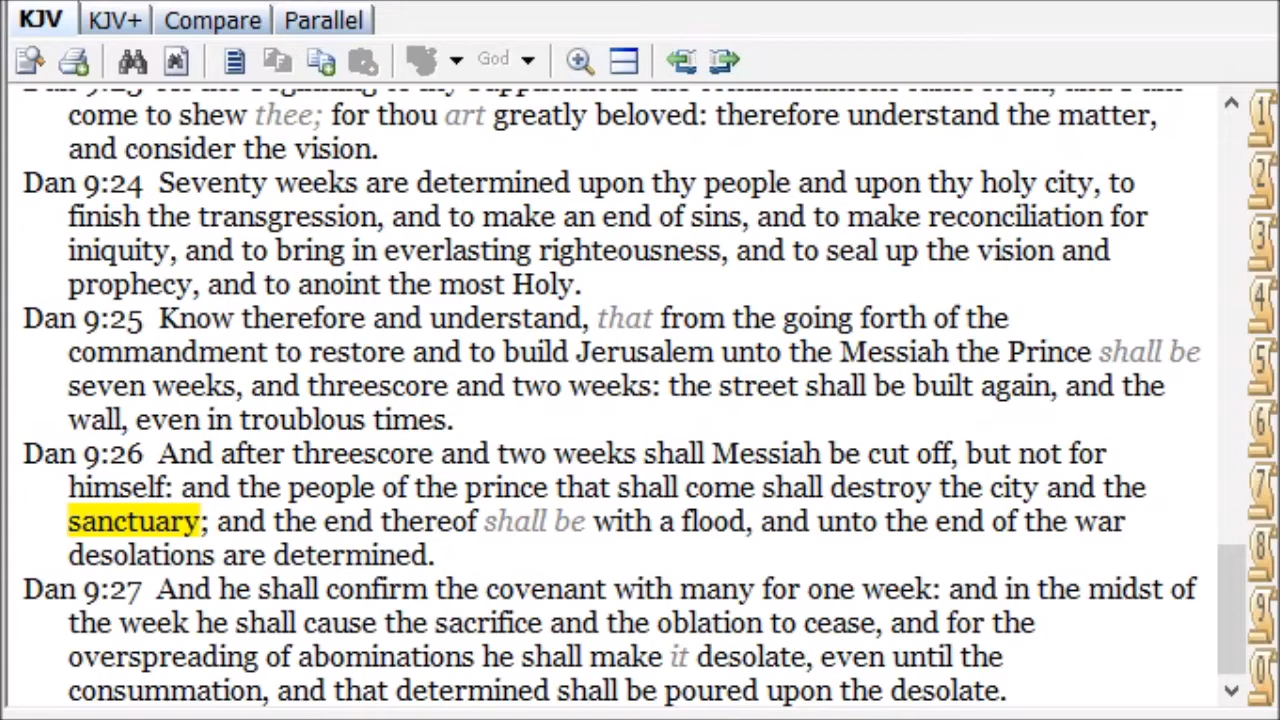 KJV KJV+ Compare Parallel
God
come to shew thee; for thou art greatly beloved: therefore understand the matter,
and consider the vision.
Dan 9:24 Seventy weeks are determined upon thy people and upon thy holy city, to
finish the transgression, and to make an end of sins, and to make reconciliation for
iniquity, and to bring in everlasting righteousness, and to seal up the vision and
prophecy, and to anoint the most Holy.
Dan 9:25 Know therefore and understand, that from the going forth of the
commandment to restore and to build Jerusalem unto the Messiah the Prince shall be
seven weeks, and threescore and two weeks: the street shall be built again, and the
wall, even in troublous times.
Dan 9:26 And after threescore and two weeks shall Messiah be cut off, but not for
himself: and the people of the prince that shall come shall destroy the city and the
sanctuary; and the end thereof shall be with a flood, and unto the end of the war
desolations are determined.
Dan 9:27 And he shall confirm the covenant with many for one week: and in the midst of
the week he shall cause the sacrifice and the oblation to cease, and for the
overspreading of abominations he shall make it desolate, even until the
consummation, and that determined shall be poured upon the desolate.
1
2
3
4
5
6
7
8
9
0